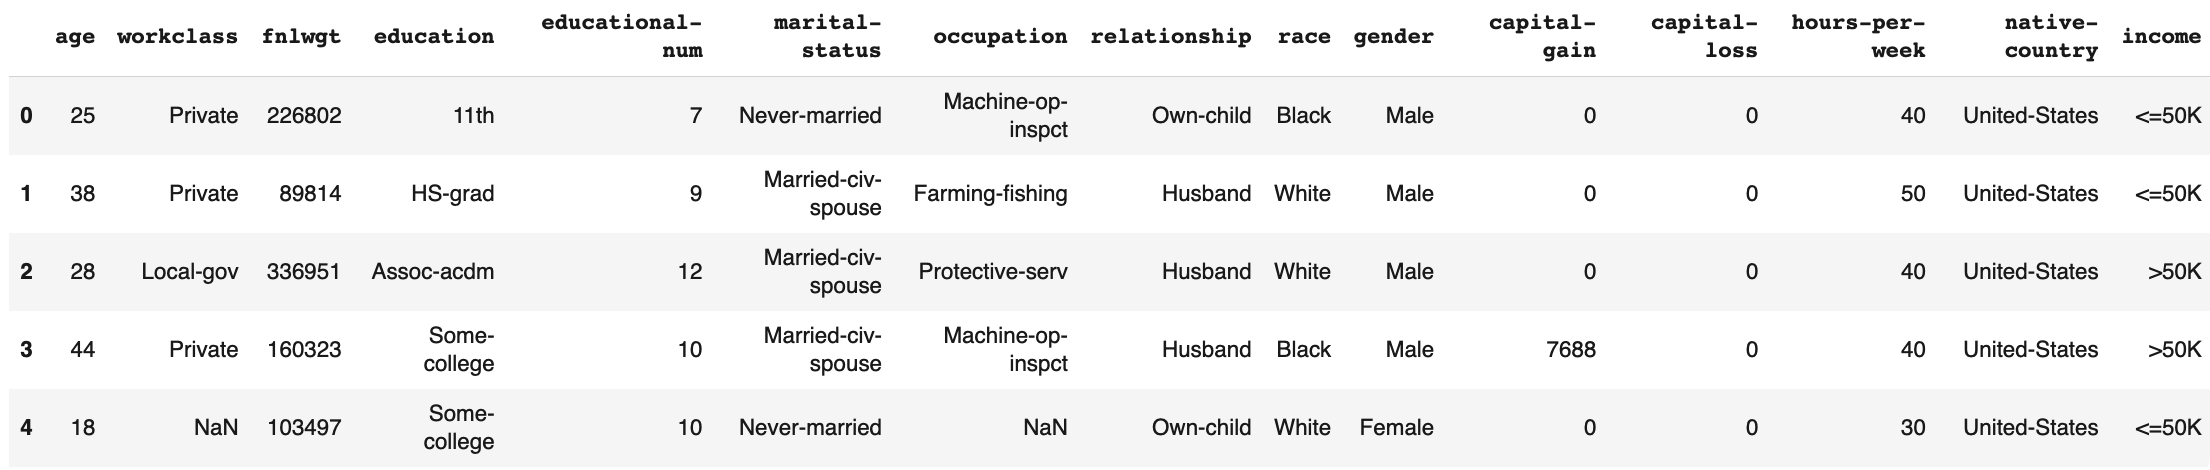 age workclass fnlwgt education educational-num marital-status occupation relationship race gender capital-gain capital-loss hours-per-week native-country income
0 25 Private 226802 11th 7 Never-married Machine-op-inspct Own-child Black Male 0 0 40 United-States <=50K
1 38 Private 89814 HS-grad 9 Married-civ-spouse Farming-fishing Husband White Male 0 0 50 United-States <=50K
2 28 Local-gov 336951 Assoc-acdm 12 Married-civ-spouse Protective-serv Husband White Male 0 0 40 United-States >50K
3 44 Private 160323 Some-college 10 Married-civ-spouse Machine-op-inspct Husband Black Male 7688 0 40 United-States >50K
4 18 NaN 103497 Some-college 10 Never-married NaN Own-child White Female 0 0 30 United-States <=50K